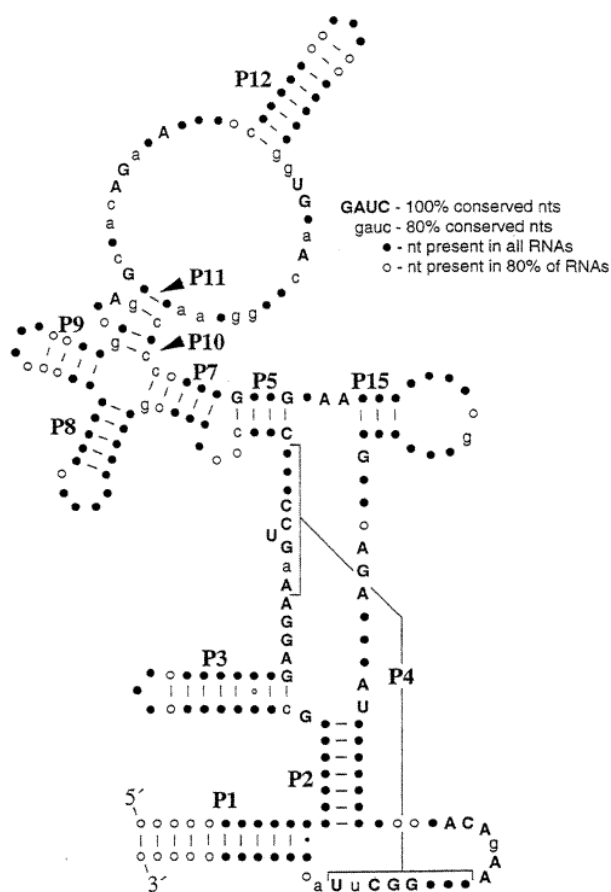 P12
A
a
G
A
c
a
c
G
c
g
g
U
G
a
A
c
g
g
a
a
GAUC - 100% conserved nts
gauc - 80% conserved nts
● - nt present in all RNAs
○ - nt present in 80% of RNAs
P11
A g c
P9
g c
P10
c
P7
g
P5
G G A A
P15
c C
g
P8
G
C
C
U
G
a
A
A
G
G
A
G
c
A
G
A
A
U
P3
P4
G
P2
5´
P1
A C A
g
A
A
3´
a U u C G G